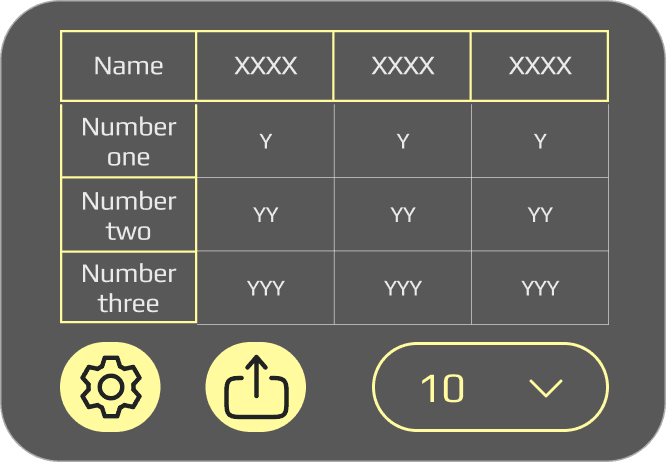 Name XXXX XXXX XXXX
Number
one Y Y Y
Number
two YY YY YY
Number
three YYY YYY YYY
10